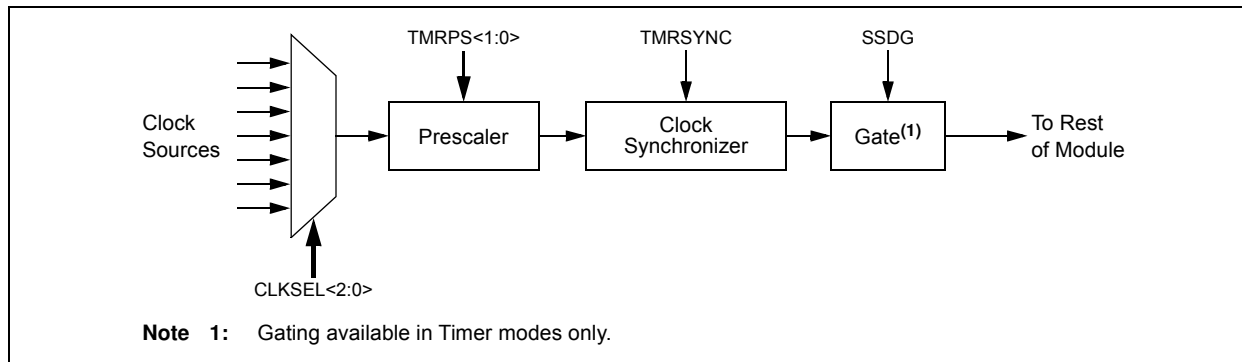 TMRPS<1:0>
TMRSYNC
SSDG
Clock
Sources
Prescaler
Clock
Synchronizer
Gate(1)
To Rest
of Module
CLKSEL<2:0>
Note 1: Gating available in Timer modes only.